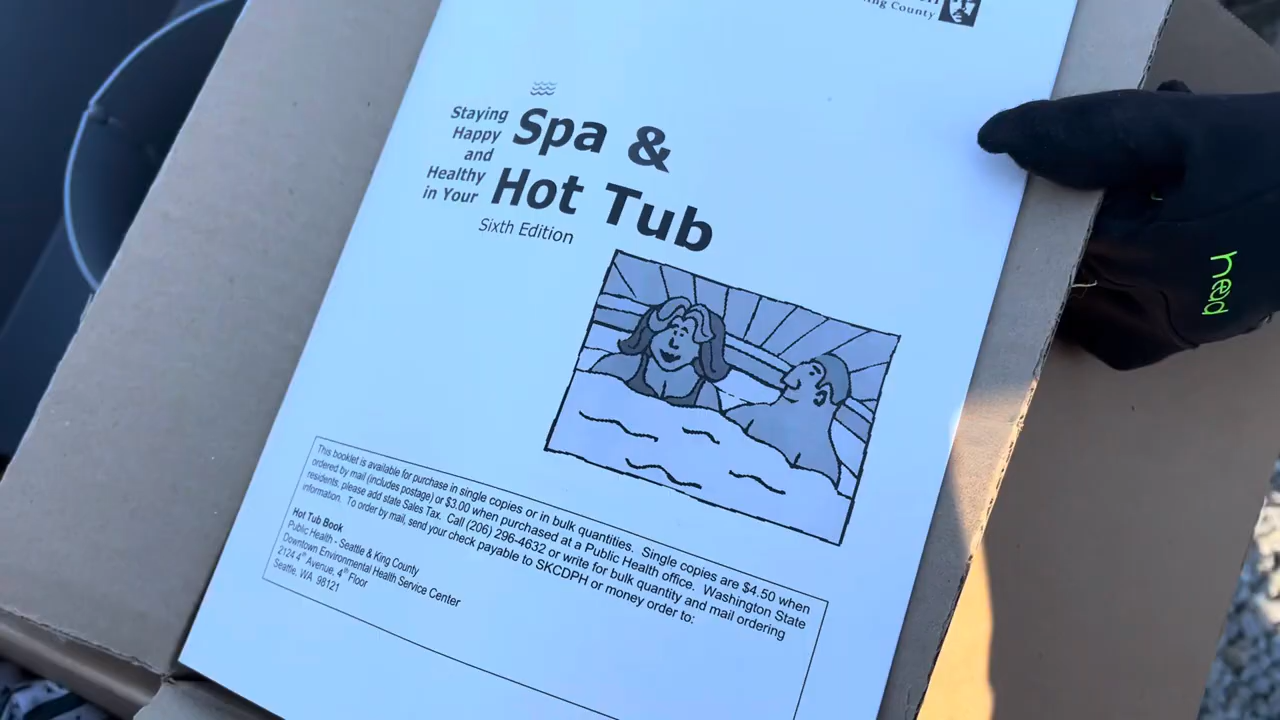 King County
Staying
Happy
and
Healthy
in Your
Spa &
Hot Tub
Sixth Edition
This booklet is available for purchase in single copies or in bulk quantities. Single copies are $4.50 when
ordered by mail (includes postage) or $3.00 when purchased at a Public Health office. Washington State
residents, please add state Sales Tax. Call (206) 296-4632 or write for bulk quantity and mail ordering
information. To order by mail, send your check payable to SKCDPH or money order to:
Hot Tub Book
Public Health - Seattle & King County
Downtown Environmental Health Service Center
2124 4th Avenue, 4th Floor
Seattle, WA 98121
head